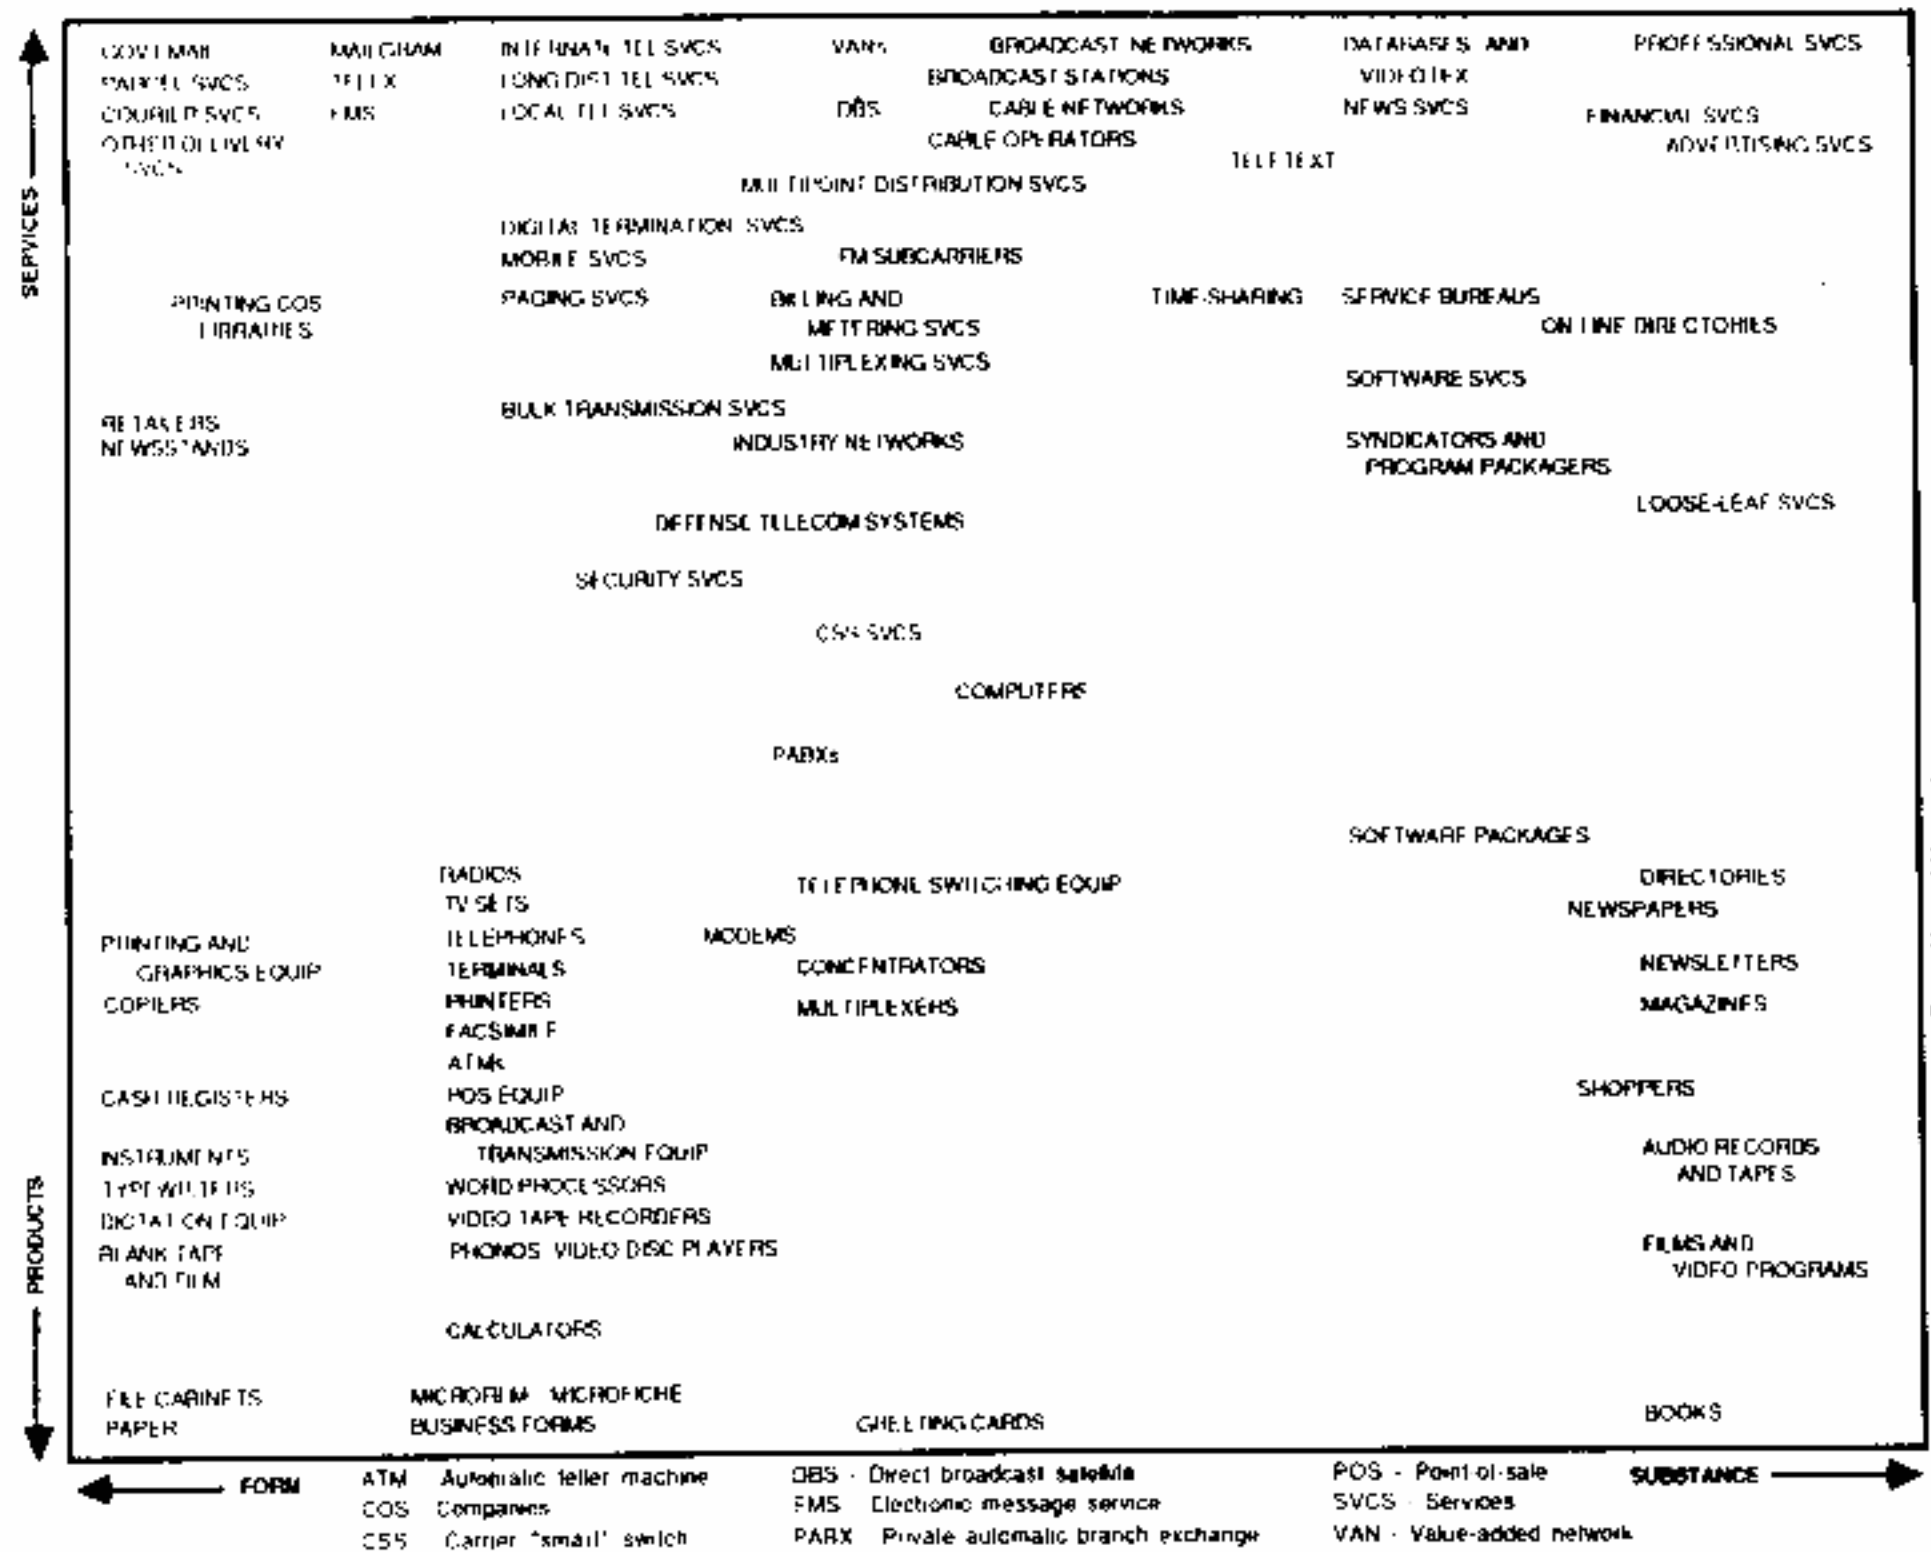 GOVT MAIL MAILGRAM INTERNAT'L TEL SVCS VANs BROADCAST NETWORKS DATABASES AND PROFESSIONAL SVCS
PARCEL SVCS TELEX LONG DIST TEL SVCS BROADCAST STATIONS VIDEOTEX
COURIER SVCS EMS LOCAL TEL SVCS DBS CABLE NETWORKS NEWS SVCS FINANCIAL SVCS
OTHER DELIVERY CABLE OPERATORS ADVERTISING SVCS
SVCS TELETEXT
MULTIPOINT DISTRIBUTION SVCS
DIGITAL TERMINATION SVCS
MOBILE SVCS FM SUBCARRIERS
SERVICES
PRINTING COS PAGING SVCS BILLING AND TIME-SHARING SERVICE BUREAUS
LIBRARIES METERING SVCS ON-LINE DIRECTORIES
MULTIPLEXING SVCS
SOFTWARE SVCS
RETAILERS BULK TRANSMISSION SVCS
NEWSSTANDS INDUSTRY NETWORKS SYNDICATORS AND
PROGRAM PACKAGERS
LOOSE-LEAF SVCS
DEFENSE TELECOM SYSTEMS
SECURITY SVCS
CSS SVCS
COMPUTERS
PABXs
SOFTWARE PACKAGES
RADIOS TELEPHONE SWITCHING EQUIP DIRECTORIES
TV SETS NEWSPAPERS
PRINTING AND TELEPHONES MODEMS
GRAPHICS EQUIP TERMINALS CONCENTRATORS NEWSLETTERS
COPIERS PRINTERS MULTIPLEXERS MAGAZINES
FACSIMILE
ATMs
CASH REGISTERS POS EQUIP SHOPPERS
BROADCAST AND
INSTRUMENTS TRANSMISSION EQUIP AUDIO RECORDS
TYPEWRITERS WORD PROCESSORS AND TAPES
DICTATION EQUIP VIDEO TAPE RECORDERS
BLANK TAPE PHONOS VIDEO DISC PLAYERS FILMS AND
AND FILM VIDEO PROGRAMS
PRODUCTS
CALCULATORS
FILE CABINETS MICROFILM MICROFICHE
PAPER BUSINESS FORMS GREETING CARDS BOOKS
FORM ATM Automatic teller machine DBS - Direct broadcast satellite POS - Point-of-sale SUBSTANCE
COS Companies EMS Electronic message service SVCS - Services
CSS Carrier "smart" switch PABX Private automatic branch exchange VAN - Value-added network